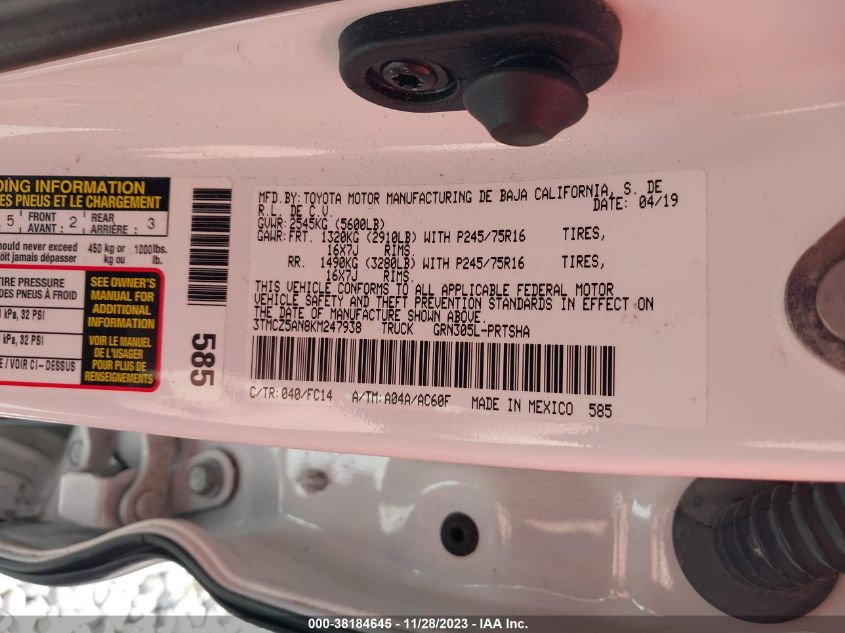 DING INFORMATION
DES PNEUS ET LE CHARGEMENT
5 FRONT AVANT : 2 REAR ARRIÈRE : 3
hould never exceed 450 kg or 1000 lbs.
doit jamais dépasser kg ou lb.
TIRE PRESSURE
DES PNEUS À FROID
kPa, 32 PSI
kPa, 32 PSI
/ VOIR CI-DESSUS
SEE OWNER'S
MANUAL FOR
ADDITIONAL
INFORMATION
VOIR LE MANUEL
DE L'USAGER
POUR PLUS DE
RENSEIGNEMENTS
585
MFD.BY:TOYOTA MOTOR MANUFACTURING DE BAJA CALIFORNIA, S. DE
R.L. DE C.V. DATE: 04/19
GVWR:2545KG (5600LB)
GAWR:FRT. 1320KG (2910LB) WITH P245/75R16 TIRES,
16X7J RIMS.
RR. 1490KG (3280LB) WITH P245/75R16 TIRES,
16X7J RIMS.
THIS VEHICLE CONFORMS TO ALL APPLICABLE FEDERAL MOTOR
VEHICLE SAFETY AND THEFT PREVENTION STANDARDS IN EFFECT ON
THE DATE OF MANUFACTURE SHOWN ABOVE.
3TMCZ5AN0KM247938 TRUCK GRN305L-PRTSHA
C/TR:040/FC14 A/TM:A04A/AC60F MADE IN MEXICO 585
000-38184645 - 11/28/2023 - IAA Inc.